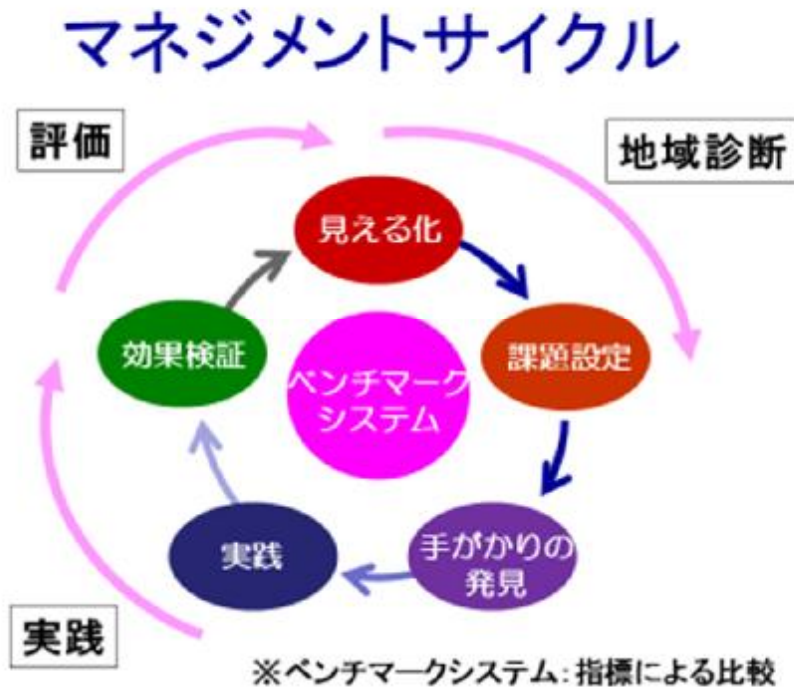 マネジメントサイクル
評価
地域診断
見える化
効果検証
課題設定
ベンチマーク
システム
実践
手がかりの
発見
実践
※ベンチマークシステム：指標による比較